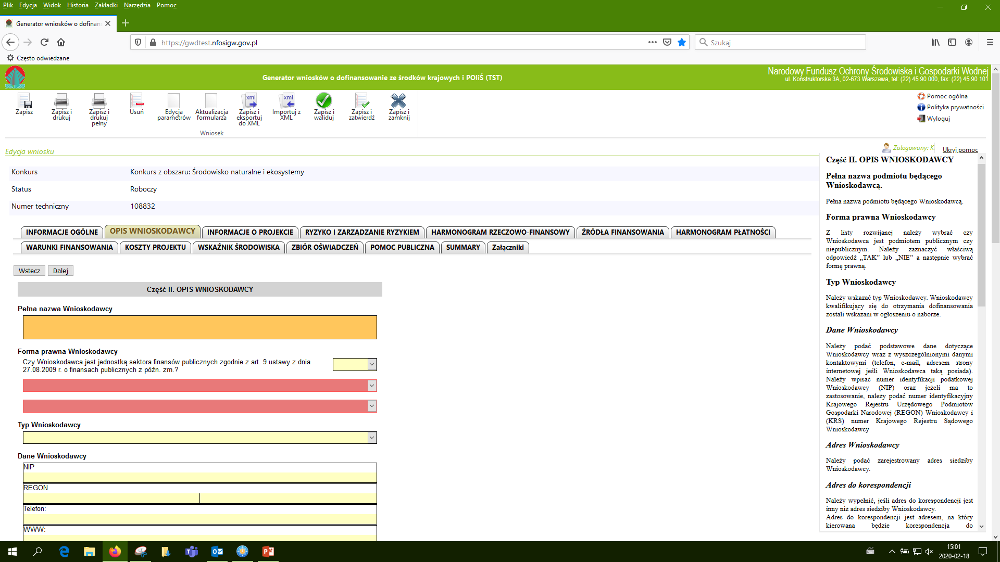 Plik Edycja Widok Historia Zakładki Narzędzia Pomoc
Generator wniosków o dofinan
https://gwdtest.nfosigw.gov.pl
Szukaj
Często odwiedzane
Generator wniosków o dofinansowanie ze środków krajowych i POIiŚ (TST)
Narodowy Fundusz Ochrony Środowiska i Gospodarki Wodnej
ul. Konstruktorska 3A, 02-673 Warszawa, tel: (22) 45 90 000, fax: (22) 45 90 101
Zapisz
Zapisz i drukuj
Zapisz i drukuj pełny
Usuń
Edycja parametrów
Aktualizacja formularza
xml
Zapisz i eksportuj do XML
xml
Importuj z XML
Zapisz i waliduj
Zapisz i zatwierdź
Zapisz i zamknij
Wniosek
Pomoc ogólna
Polityka prywatności
Wyloguj
Edycja wniosku
Zalogowany: K
Ukryj pomoc
Konkurs Konkurs z obszaru: Środowisko naturalne i ekosystemy
Status Roboczy
Numer techniczny 108832
INFORMACJE OGÓLNE OPIS WNIOSKODAWCY INFORMACJE O PROJEKCIE RYZYKO I ZARZĄDZANIE RYZYKIEM HARMONOGRAM RZECZOWO-FINANSOWY ŹRÓDŁA FINANSOWANIA HARMONOGRAM PŁATNOŚCI
WARUNKI FINANSOWANIA KOSZTY PROJEKTU WSKAŹNIK ŚRODOWISKA ZBIÓR OŚWIADCZEŃ POMOC PUBLICZNA SUMMARY Załączniki
Wstecz Dalej
Część II. OPIS WNIOSKODAWCY
Pełna nazwa Wnioskodawcy
Forma prawna Wnioskodawcy
Czy Wnioskodawca jest jednostką sektora finansów publicznych zgodnie z art. 9 ustawy z dnia
27.08.2009 r. o finansach publicznych z późn. zm.?
Typ Wnioskodawcy
Dane Wnioskodawcy
NIP
REGON
Telefon:
WWW:
Część II. OPIS WNIOSKODAWCY
Pełna nazwa podmiotu będącego
Wnioskodawcą.
Pełna nazwa podmiotu będącego Wnioskodawcą.
Forma prawna Wnioskodawcy
Z listy rozwijanej należy wybrać czy
Wnioskodawca jest podmiotem publicznym czy
niepublicznym. Należy zaznaczyć właściwą
odpowiedź „TAK” lub „NIE” a następnie wybrać
formę prawną.
Typ Wnioskodawcy
Należy wskazać typ Wnioskodawcy. Wnioskodawcy
kwalifikujący się do otrzymania dofinansowania
zostali wskazani w ogłoszeniu o naborze.
Dane Wnioskodawcy
Należy podać podstawowe dane dotyczące
Wnioskodawcy wraz z wyszczególnionymi danymi
kontaktowymi (telefon, e-mail, adresem strony
internetowej jeśli Wnioskodawca taką posiada).
Należy wpisać numer identyfikacji podatkowej
Wnioskodawcy (NIP) oraz jeżeli ma to
zastosowanie, należy podać numer identyfikacyjny
Krajowego Rejestru Urzędowego Podmiotów
Gospodarki Narodowej (REGON) Wnioskodawcy i
(KRS) numer Krajowego Rejestru Sądowego
Wnioskodawcy
Adres Wnioskodawcy
Należy podać zarejestrowany adres siedziby
Wnioskodawcy.
Adres do korespondencji
Należy wypełnić, jeśli adres do korespondencji jest
inny niż adres siedziby Wnioskodawcy.
Adres do korespondencji jest adresem, na który
kierowana będzie korespondencja do
15:01
2020-02-18